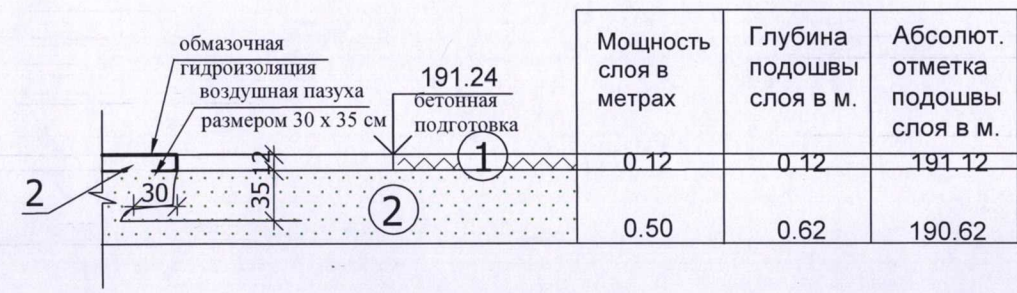 обмазочная
гидроизоляция
воздушная пазуха
размером 30 х 35 см
191.24
бетонная
подготовка
2
30
12
35
1
2
Мощность
слоя в
метрах
Глубина
подошвы
слоя в м.
Абсолют.
отметка
подошвы
слоя в м.
0.12 0.12 191.12
0.50 0.62 190.62